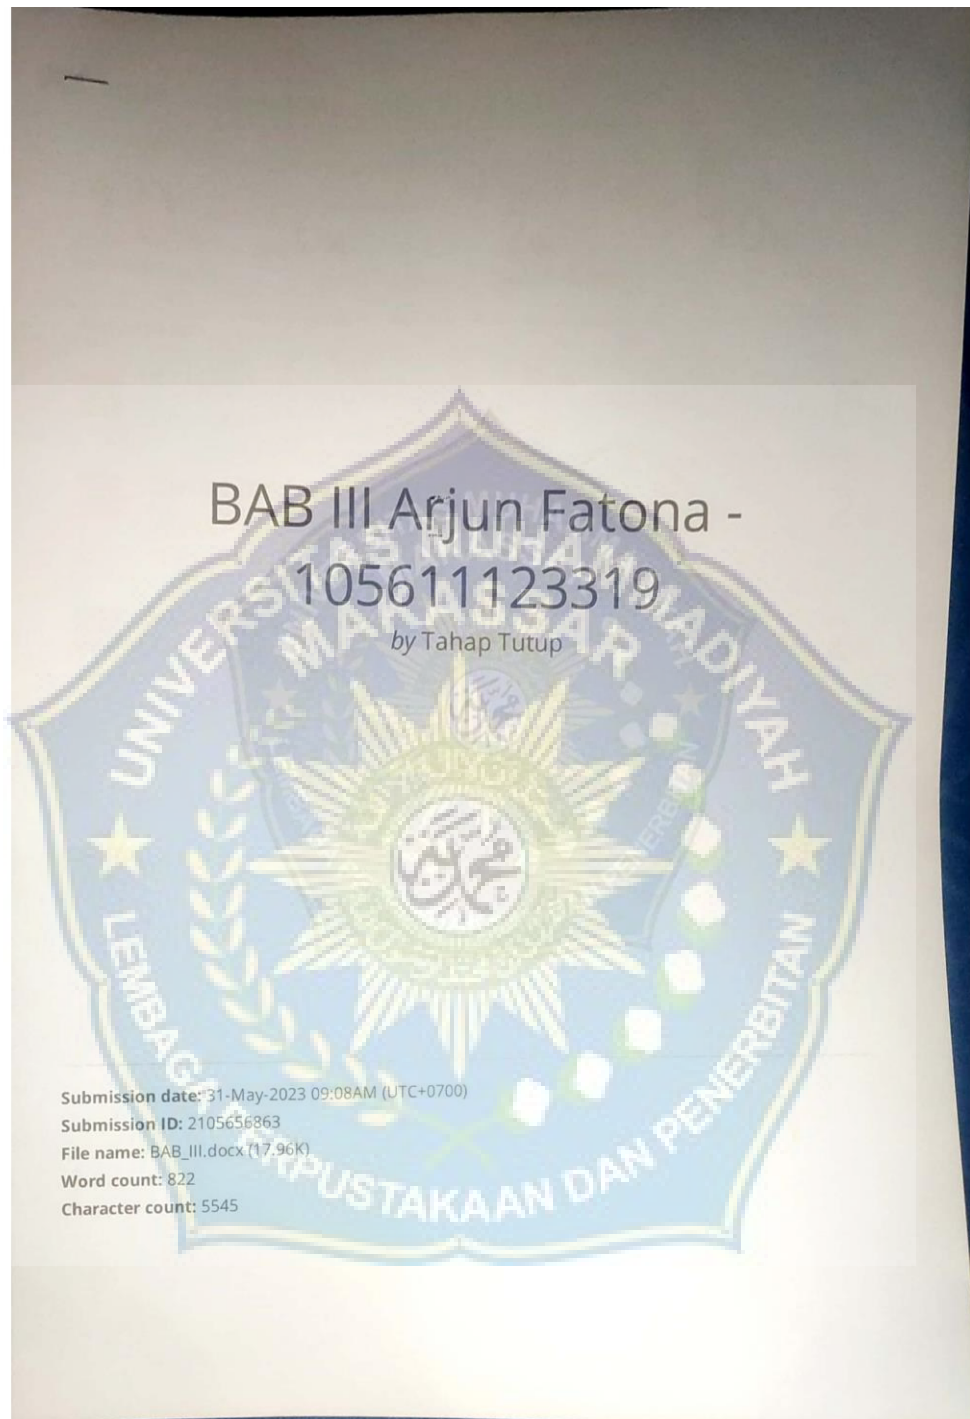 BAB III Arjun Fatona -
105611123319
by Tahap Tutup
UNIVERSITAS MUHAMMADIYAH
MAKASSAR
محمد
LEMBAGA PERPUSTAKAAN DAN PENERBITAN
Submission date: 31-May-2023 09:08AM (UTC+0700)
Submission ID: 2105656863
File name: BAB_III.docx (17.96K)
Word count: 822
Character count: 5545